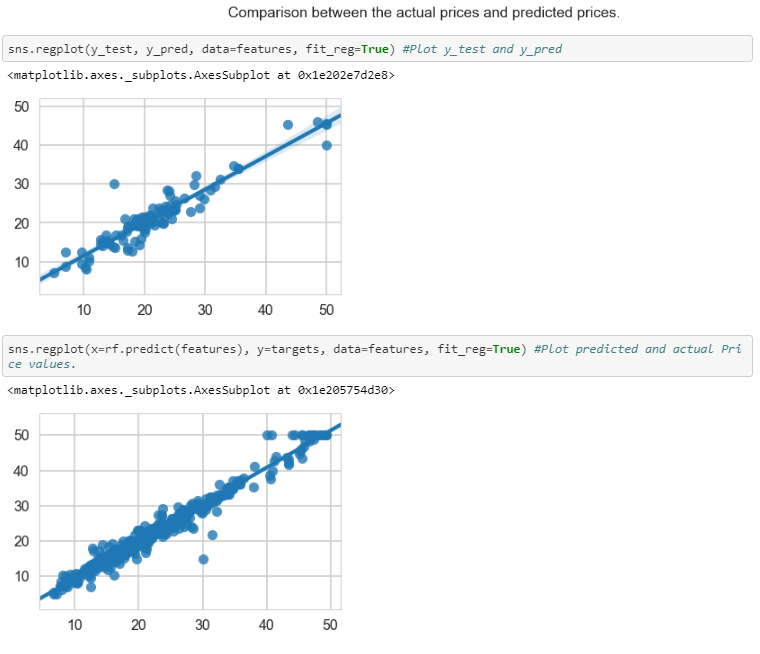 Comparison between the actual prices and predicted prices.
sns.regplot(y_test, y_pred, data=features, fit_reg=True) #Plot y_test and y_pred
<matplotlib.axes._subplots.AxesSubplot at 0x1e202e7d2e8>
50
40
30
20
10
10 20 30 40 50
sns.regplot(x=rf.predict(features), y=targets, data=features, fit_reg=True) #Plot predicted and actual Pri
ce values.
<matplotlib.axes._subplots.AxesSubplot at 0x1e205754d30>
50
40
30
20
10
10 20 30 40 50